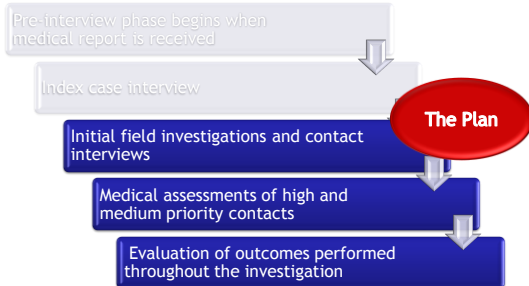 Pre-interview phase begins when
medical report is received
Index case interview
The Plan
Initial field investigations and contact
interviews
Medical assessments of high and
medium priority contacts
Evaluation of outcomes performed
throughout the investigation